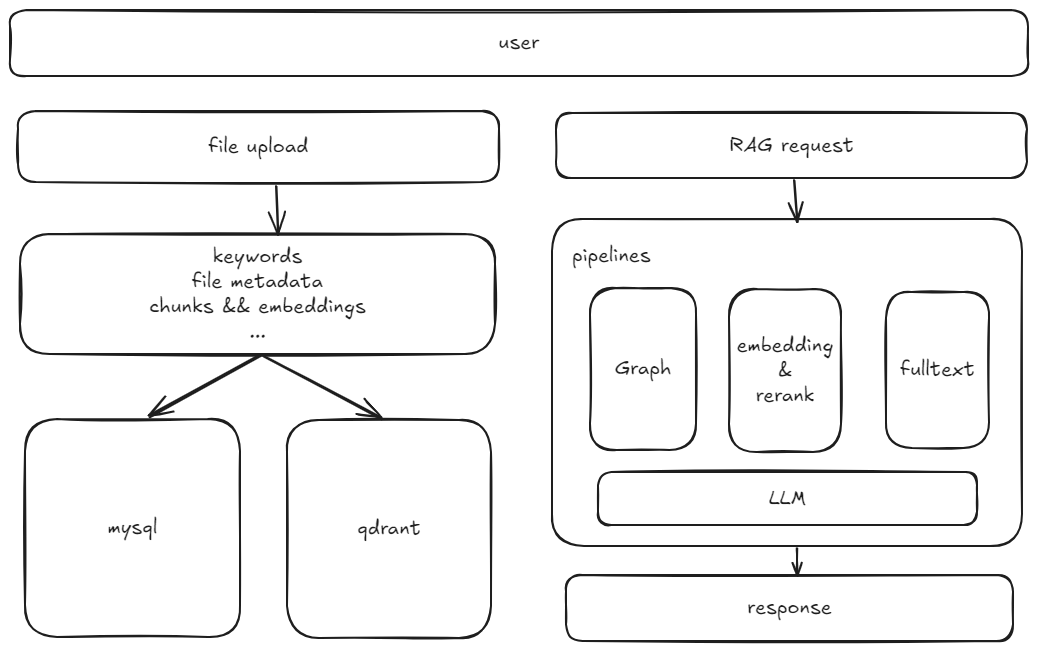 user
file upload
RAG request
keywords
file metadata
chunks && embeddings
...
pipelines
Graph
embedding
&
rerank
fulltext
LLM
mysql
qdrant
response